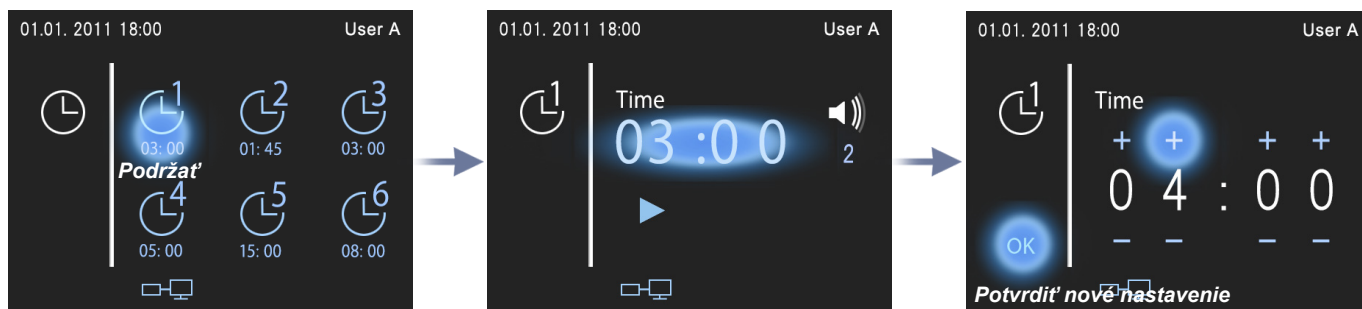 01.01. 2011 18:00 User A
1 2 3
03: 00 01: 45 03: 00
Podržať
4 5 6
05: 00 15: 00 08: 00
01.01. 2011 18:00 User A
1
Time
03 :0 0
2
01.01. 2011 18:00 User A
1
Time
+ + + +
0 4 : 0 0
OK
– – – –
Potvrdiť nové nastavenie